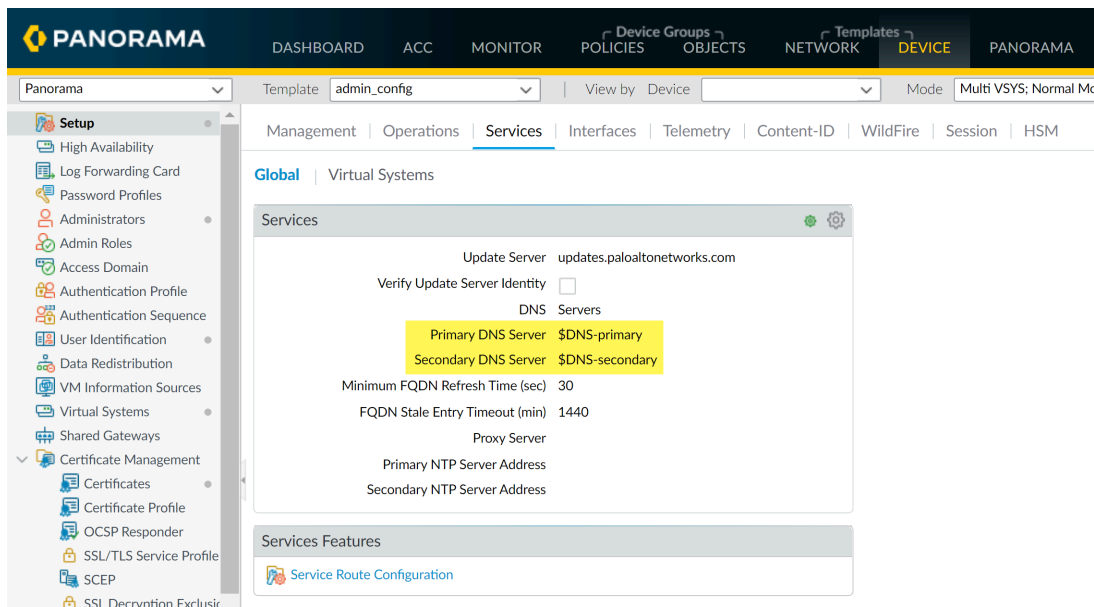 PANORAMA
Device Groups
Templates
DASHBOARD ACC MONITOR POLICIES OBJECTS NETWORK DEVICE PANORAMA
Panorama
Template admin_config View by Device Mode Multi VSYS; Normal
Setup
High Availability
Log Forwarding Card
Password Profiles
Administrators
Admin Roles
Access Domain
Authentication Profile
Authentication Sequence
User Identification
Data Redistribution
VM Information Sources
Virtual Systems
Shared Gateways
Certificate Management
Certificates
Certificate Profile
OCSP Responder
SSL/TLS Service Profile
SCEP
SSL Decryption
Management Operations Services Interfaces Telemetry Content-ID WildFire Session HSM
Global Virtual Systems
Services
Update Server updates.paloaltonetworks.com
Verify Update Server Identity
DNS Servers
Primary DNS Server $DNS-primary
Secondary DNS Server $DNS-secondary
Minimum FQDN Refresh Time (sec) 30
FQDN Stale Entry Timeout (min) 1440
Proxy Server
Primary NTP Server Address
Secondary NTP Server Address
Services Features
Service Route Configuration